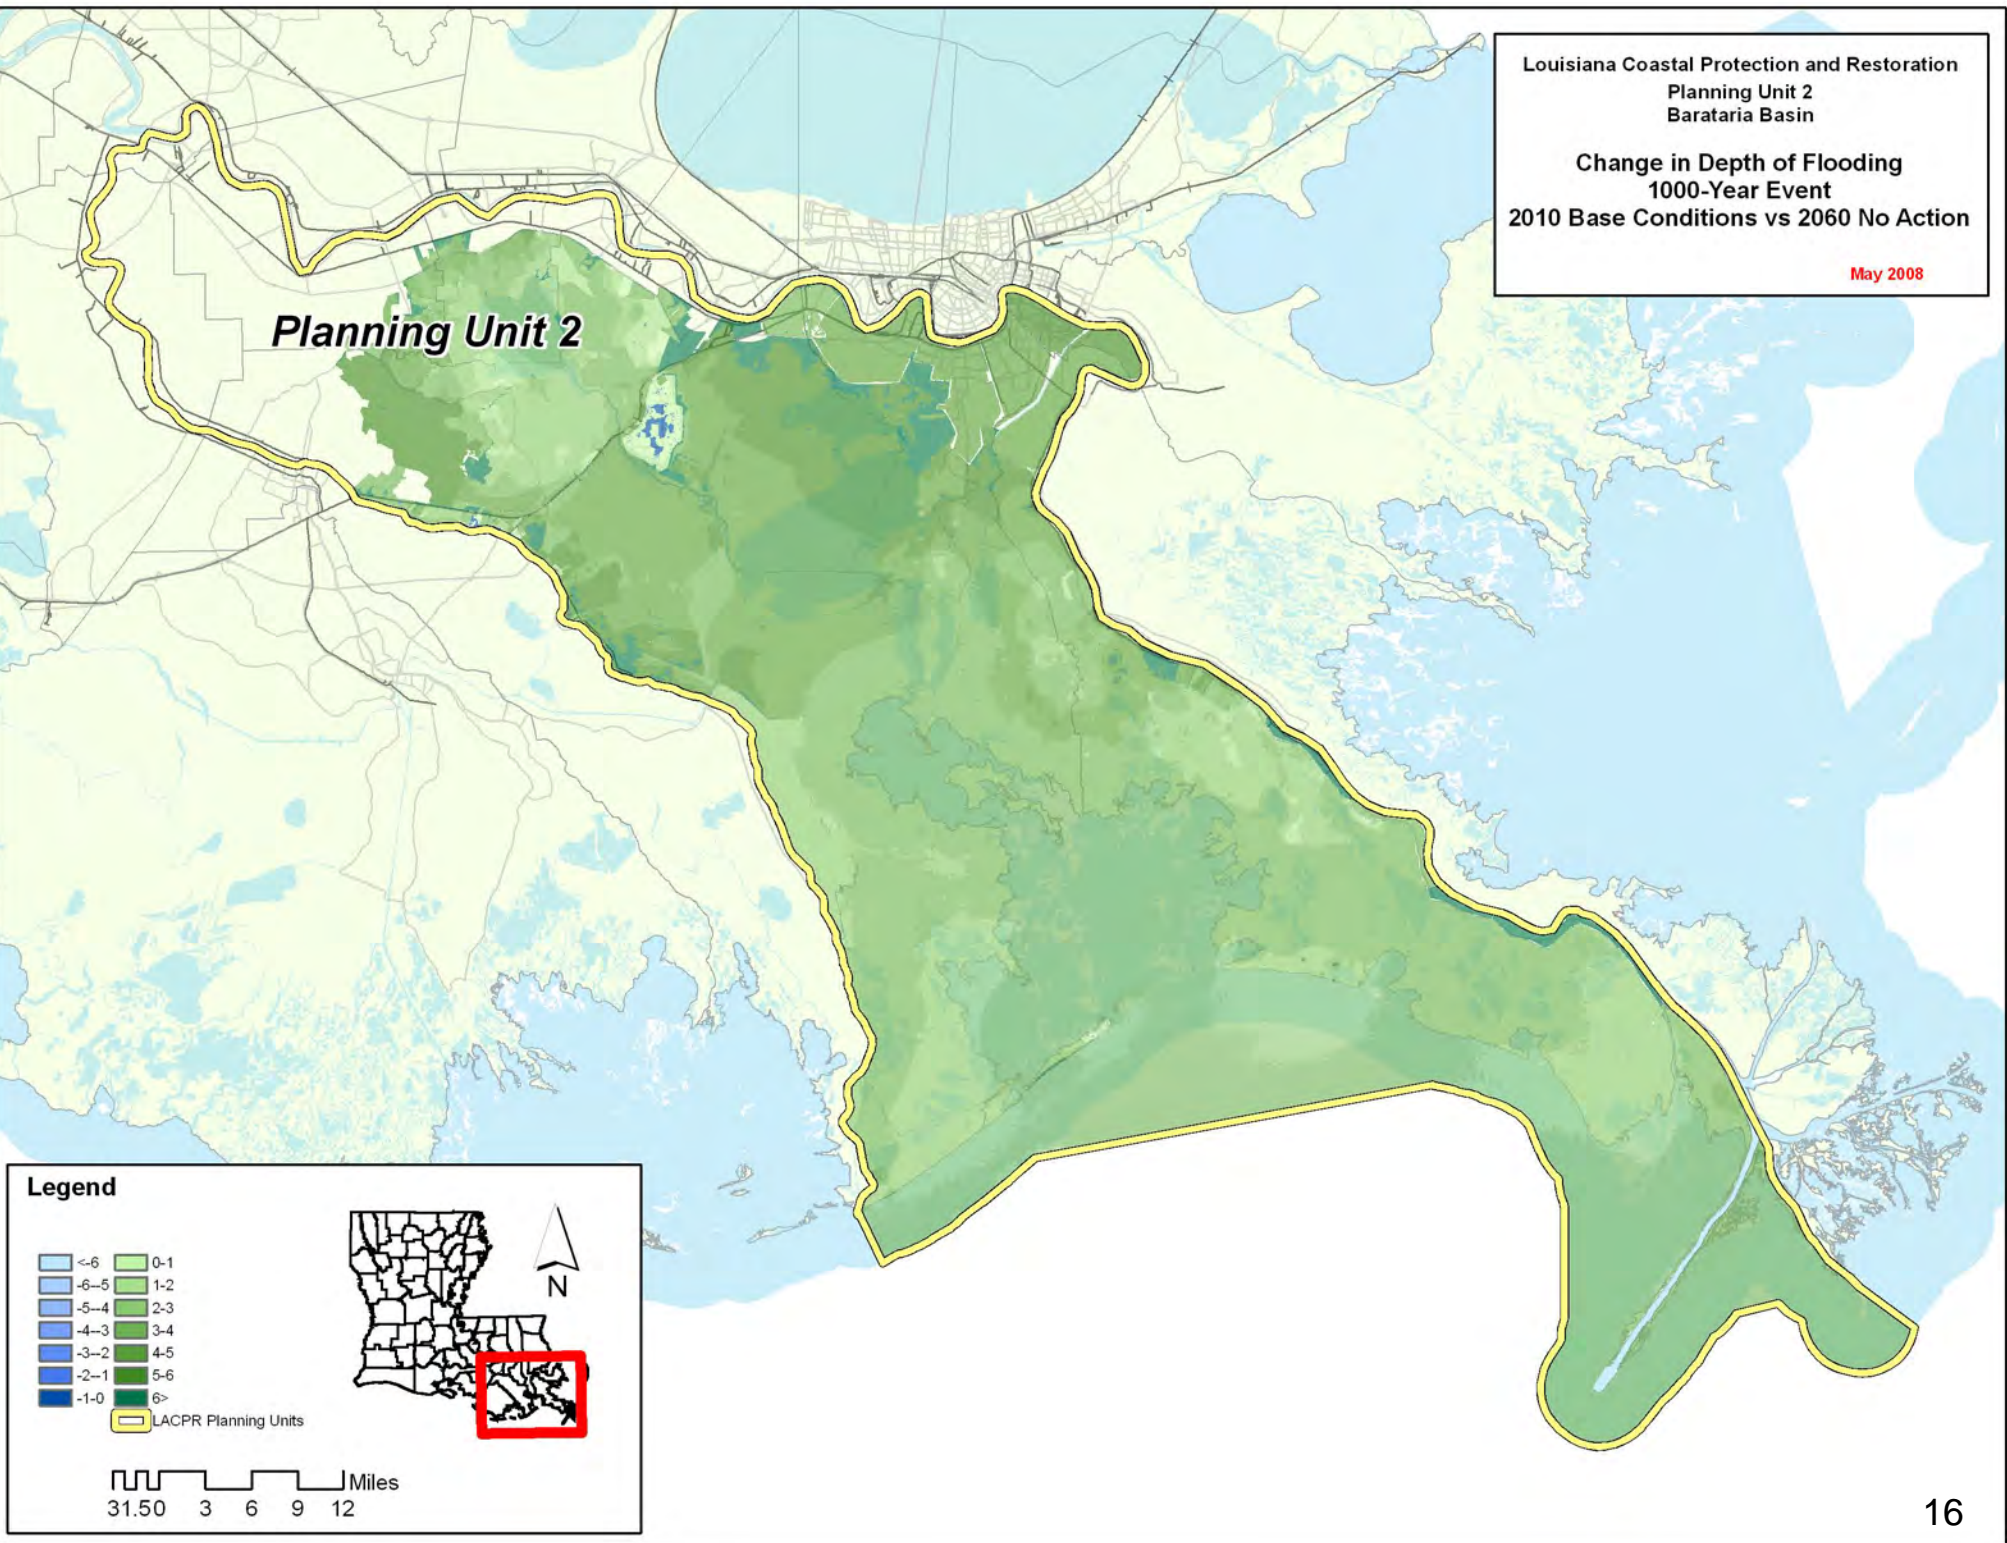 Louisiana Coastal Protection and Restoration
Planning Unit 2
Barataria Basin
Change in Depth of Flooding
1000-Year Event
2010 Base Conditions vs 2060 No Action
May 2008
Planning Unit 2
Legend
<-6
-6--5
-5--4
-4--3
-3--2
-2--1
-1-0
0-1
1-2
2-3
3-4
4-5
5-6
6>
LACPR Planning Units
N
Miles
31.50 3 6 9 12
16